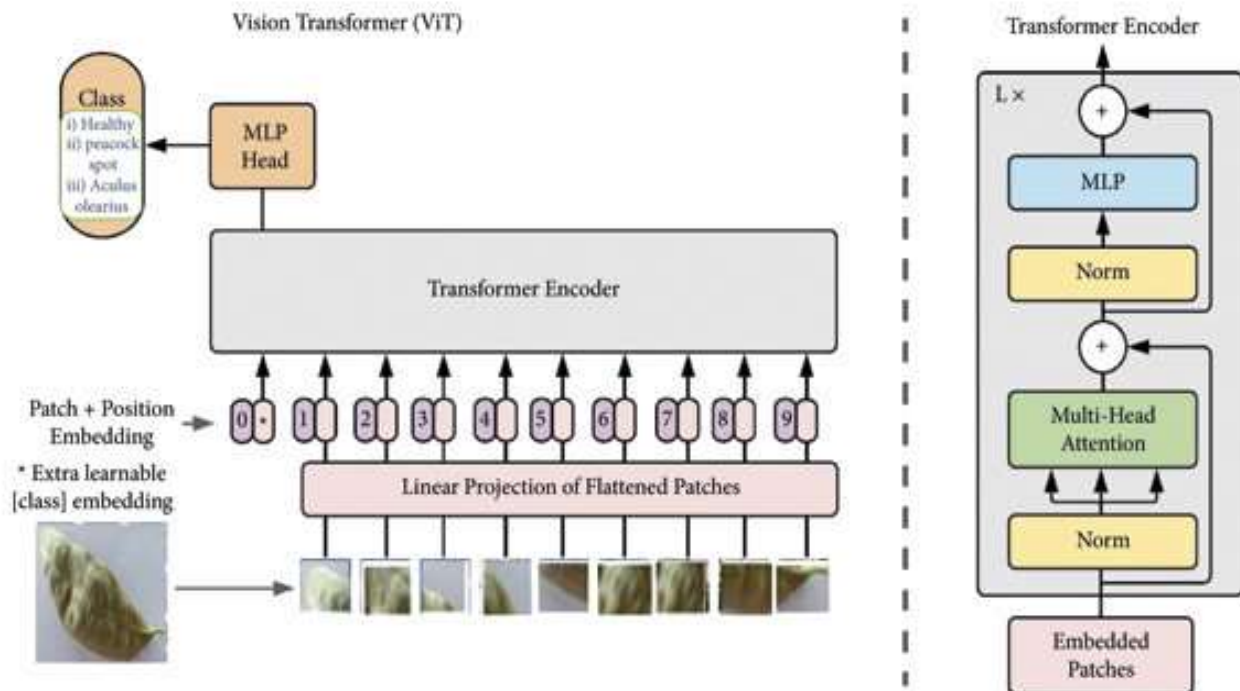 Vision Transformer (ViT)
Class
i) Healthy
ii) peacock
spot
iii) Aculus
olearius
MLP
Head
Transformer Encoder
Patch + Position
Embedding
0 * 1 2 3 4 5 6 7 8 9
* Extra learnable
[class] embedding
Linear Projection of Flattened Patches
Transformer Encoder
L ×
+
MLP
Norm
+
Multi-Head
Attention
Norm
Embedded
Patches